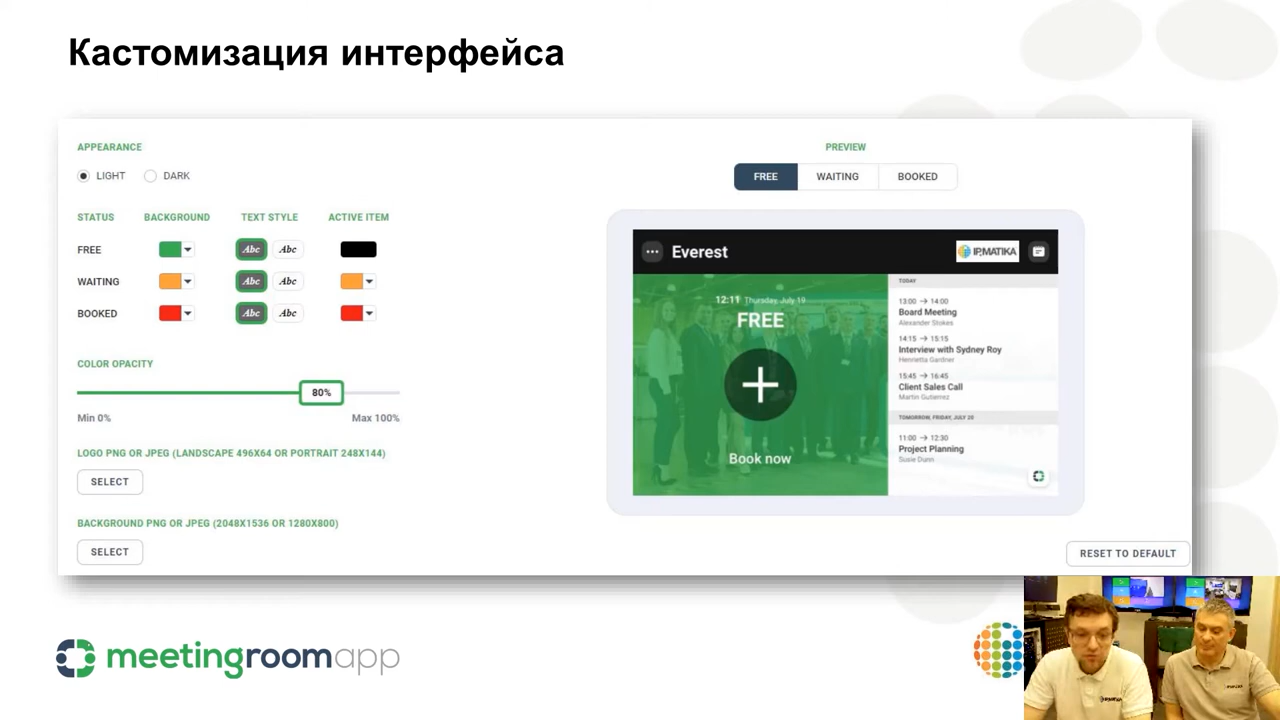 Кастомизация интерфейса
APPEARANCE
LIGHT DARK
STATUS BACKGROUND TEXT STYLE ACTIVE ITEM
FREE Abc Abc
WAITING Abc Abc
BOOKED Abc Abc
COLOR OPACITY
80%
Min 0% Max 100%
LOGO PNG OR JPEG (LANDSCAPE 496X64 OR PORTRAIT 248X144)
SELECT
BACKGROUND PNG OR JPEG (2048X1536 OR 1280X800)
SELECT
PREVIEW
FREE WAITING BOOKED
Everest IPMATIKA
12:11 Thursday, July 19
FREE
Book now
TODAY
13:00 → 14:00
Board Meeting
Alexander Stokes
14:15 → 15:15
Interview with Sydney Roy
Henrietta Gardner
15:45 → 16:45
Client Sales Call
Martin Gutierrez
TOMORROW, FRIDAY, JULY 20
11:00 → 12:30
Project Planning
Susie Dunn
RESET TO DEFAULT
meetingroomapp